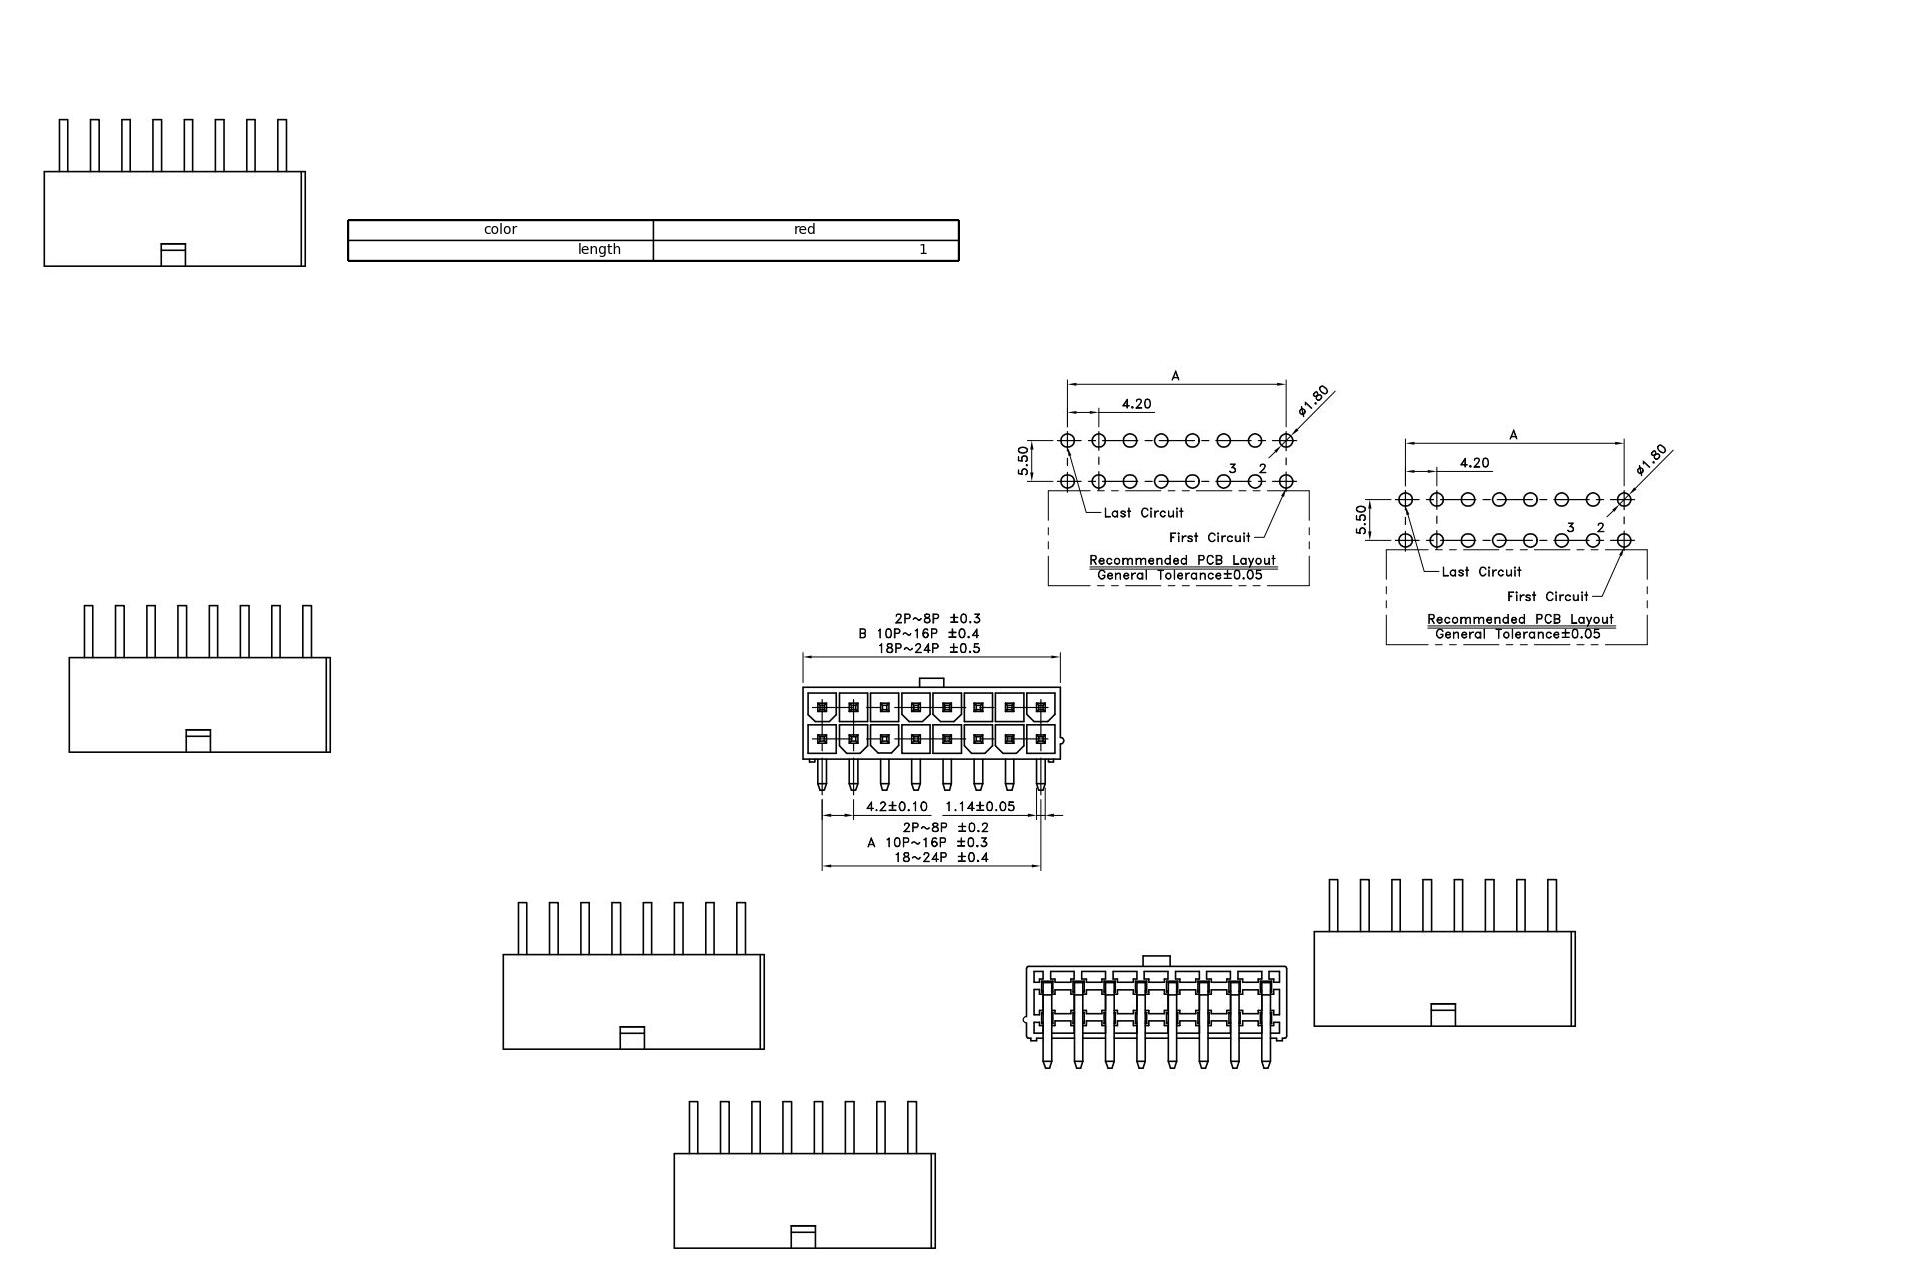 color red
length 1
A
4.20
ø1.80
5.50
3 2
Last Circuit
First Circuit
Recommended PCB Layout
General Tolerance±0.05
A
4.20
ø1.80
5.50
3 2
Last Circuit
First Circuit
Recommended PCB Layout
General Tolerance±0.05
2P~8P ±0.3
B 10P~16P ±0.4
18P~24P ±0.5
4.2±0.10 1.14±0.05
2P~8P ±0.2
A 10P~16P ±0.3
18~24P ±0.4